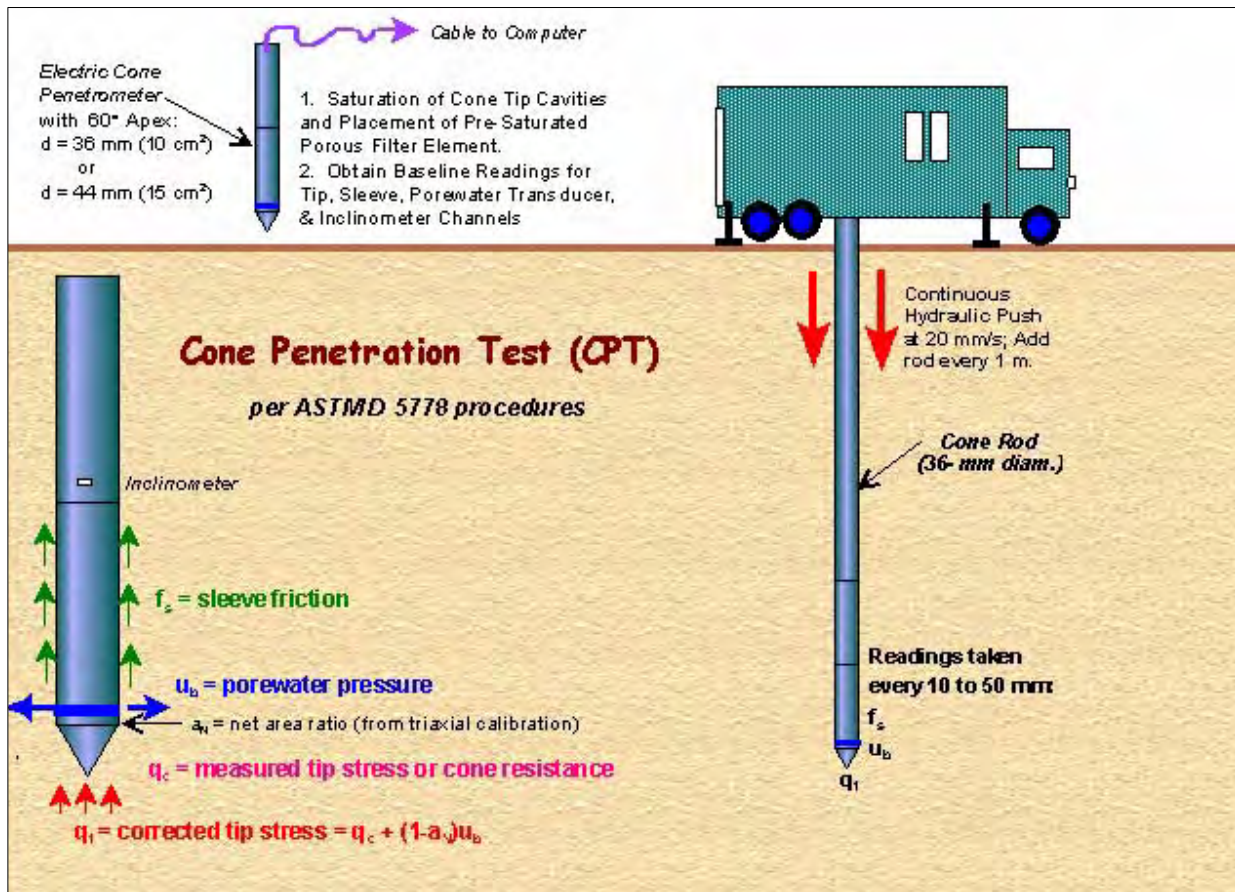 Cable to Computer
Electric Cone
Penetrometer
with 60° Apex:
d = 36 mm (10 cm²)
or
d = 44 mm (15 cm²)
1. Saturation of Cone Tip Cavities
and Placement of Pre-Saturated
Porous Filter Element.
2. Obtain Baseline Readings for
Tip, Sleeve, Porewater Transducer,
& Inclinometer Channels
Continuous
Hydraulic Push
at 20 mm/s; Add
rod every 1 m.
Cone Penetration Test (CPT)
per ASTMD 5778 procedures
Cone Rod
(36- mm diam.)
Inclinometer
fs = sleeve friction
ub = porewater pressure
aN = net area ratio (from triaxial calibration)
qc = measured tip stress or cone resistance
qt = corrected tip stress = qc + (1-aN)ub
Readings taken
every 10 to 50 mm:
fs
ub
qt